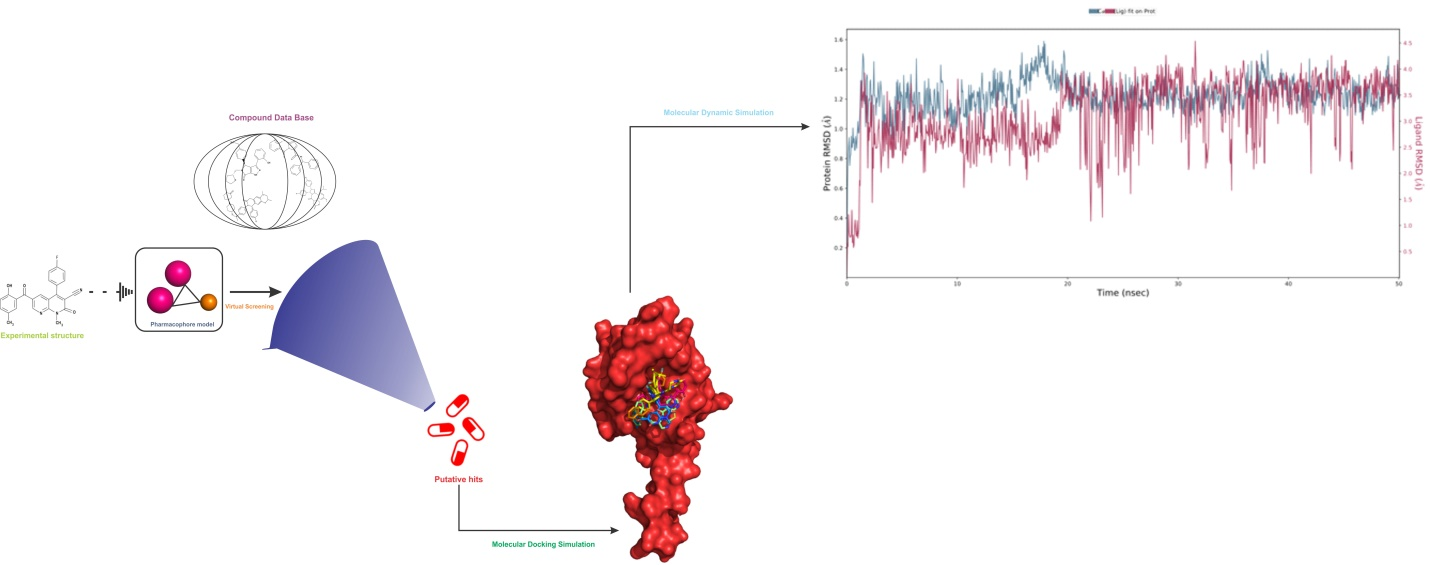 Compound Data Base
F
OH
O
N
N
N
O
CH₃
CH₃
Experimental structure
Pharmacophore model
Virtual Screening
Putative hits
Molecular Docking Simulation
Molecular Dynamic Simulation
Lig fit on Prot
Protein RMSD (Å)
1.6
1.4
1.2
1.0
0.8
0.6
0.4
0.2
4.5
4.0
3.5
3.0
2.5
2.0
1.5
1.0
0.5
Ligand RMSD (Å)
0 10 20 30 40 50
Time (nsec)